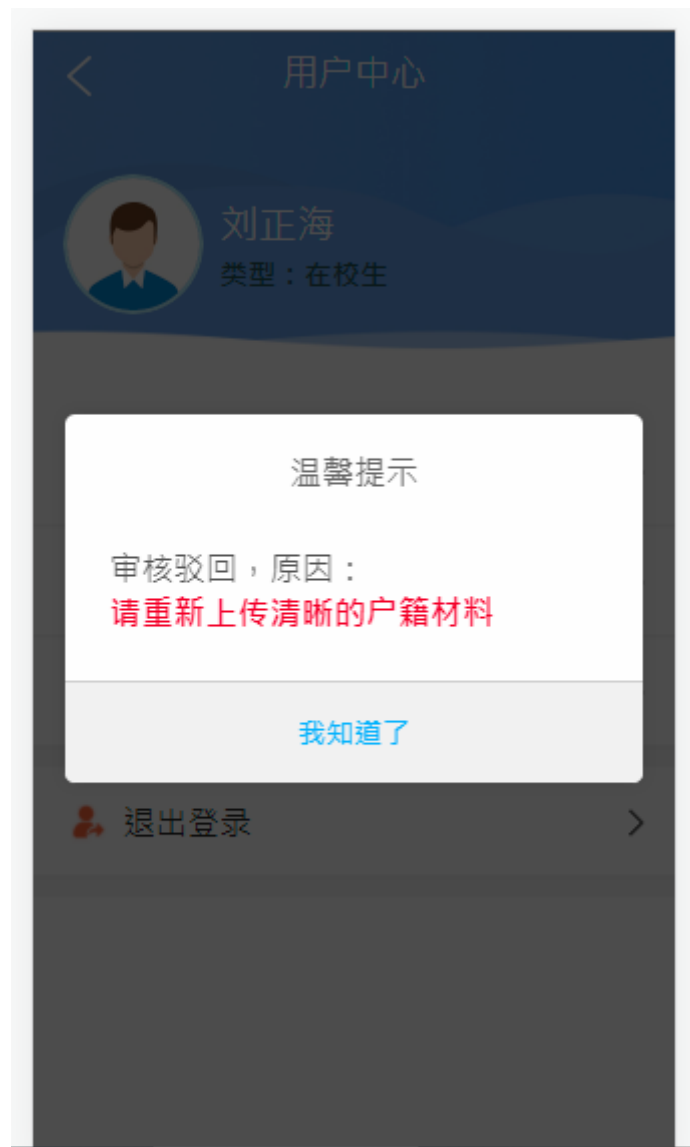 用户中心
刘正海
类型：在校生
温馨提示
审核驳回，原因：
请重新上传清晰的户籍材料
我知道了
退出登录